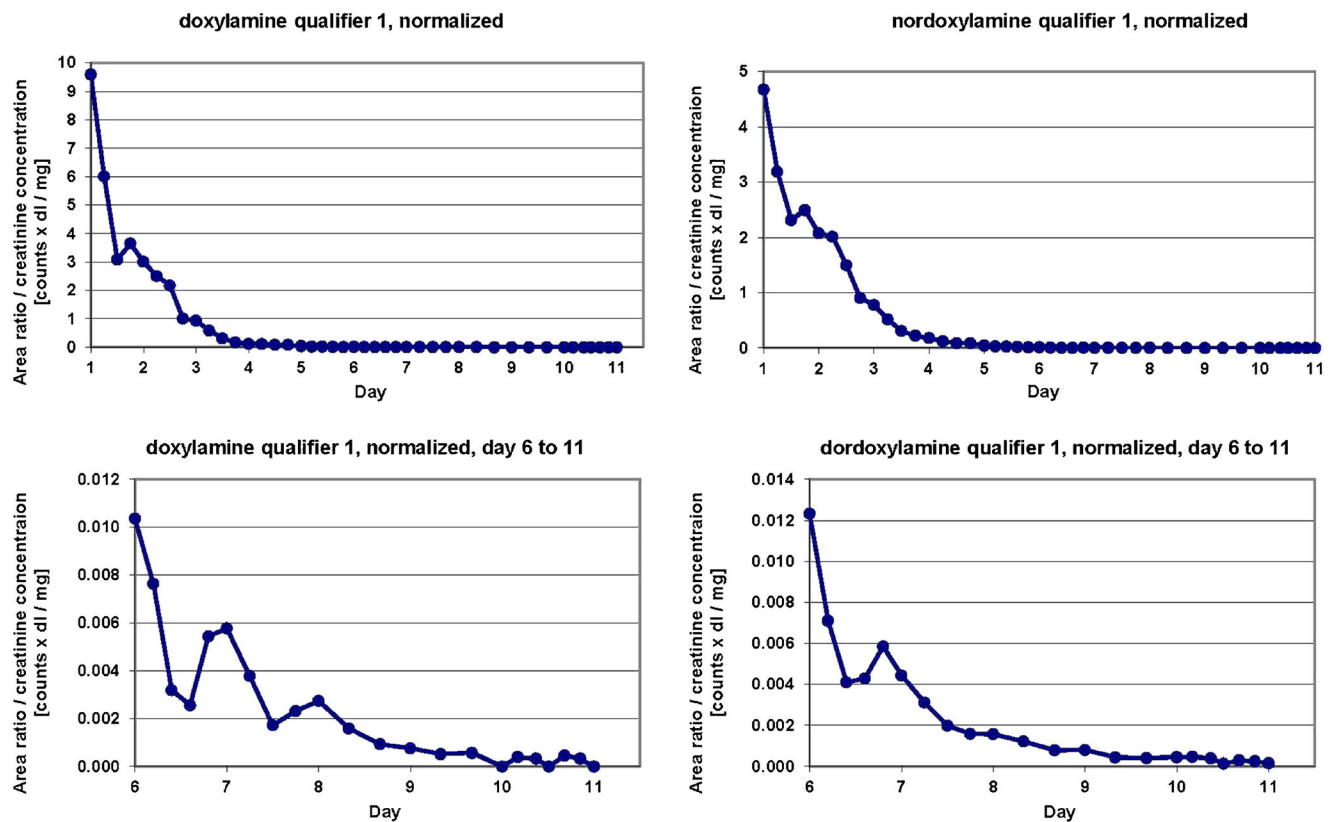 doxylamine qualifier 1, normalized
Area ratio / creatinine concentraion
[counts x dl / mg]
10
9
8
7
6
5
4
3
2
1
0
1 2 3 4 5 6 7 8 9 10 11
Day
nordoxylamine qualifier 1, normalized
Area ratio / creatinine concentraion
[counts x dl / mg]
5
4
3
2
1
0
1 2 3 4 5 6 7 8 9 10 11
Day
doxylamine qualifier 1, normalized, day 6 to 11
Area ratio / creatinine concentraion
[counts x dl / mg]
0.012
0.010
0.008
0.006
0.004
0.002
0.000
6 7 8 9 10 11
Day
dordoxylamine qualifier 1, normalized, day 6 to 11
Area ratio / creatinine concentraion
[counts x dl / mg]
0.014
0.012
0.010
0.008
0.006
0.004
0.002
0.000
6 7 8 9 10 11
Day